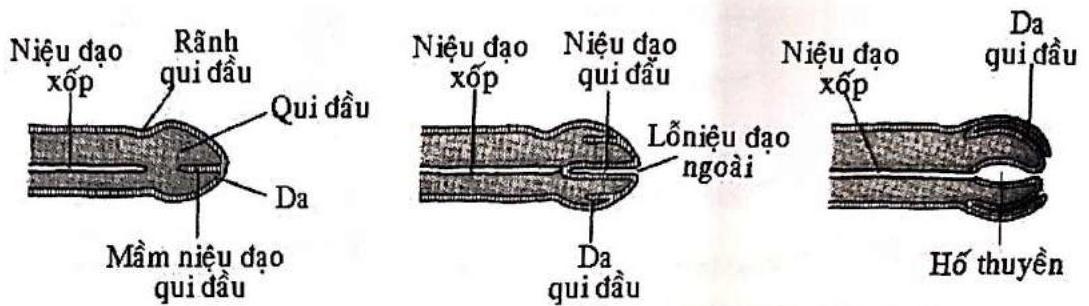 Niệu đạo
xốp
Rãnh
qui đầu
Qui đầu
Da
Mầm niệu đạo
qui đầu
Niệu đạo
xốp
Niệu đạo
qui đầu
Lỗniệu đạo
ngoài
Da
qui đầu
Niệu đạo
xốp
Da
qui đầu
Hố thuyền